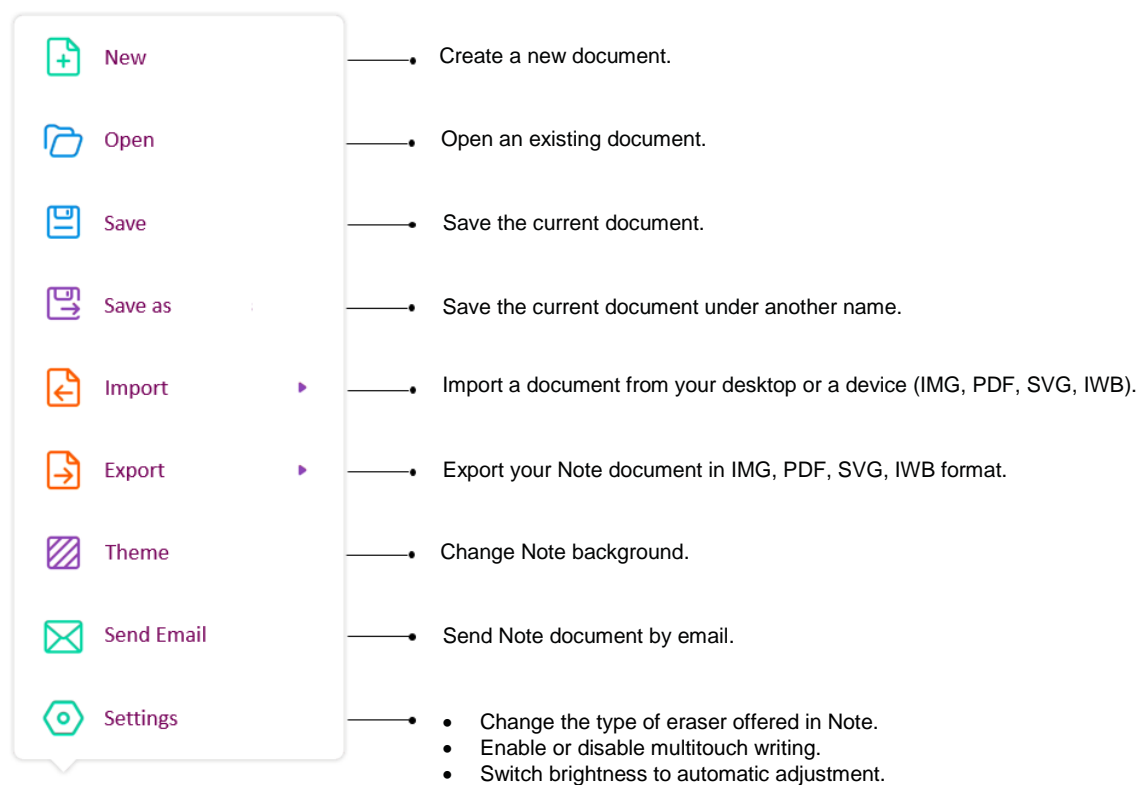 New
Create a new document.
Open
Open an existing document.
Save
Save the current document.
Save as
Save the current document under another name.
Import
Import a document from your desktop or a device (IMG, PDF, SVG, IWB).
Export
Export your Note document in IMG, PDF, SVG, IWB format.
Theme
Change Note background.
Send Email
Send Note document by email.
Settings
• Change the type of eraser offered in Note.
• Enable or disable multitouch writing.
• Switch brightness to automatic adjustment.